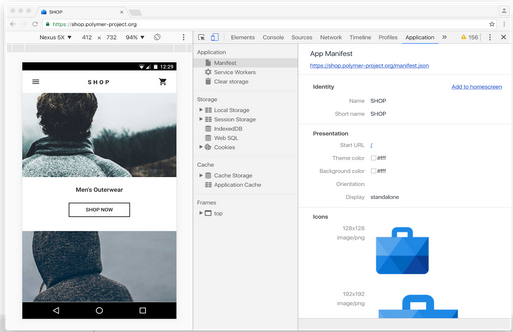 SHOP
https://shop.polymer-project.org
Nexus 5X ▾ 412 × 732 94% ▾
Elements Console Sources Network Timeline Profiles Application » 156
12:29
SHOP
Men's Outerwear
SHOP NOW
Application
Manifest
Service Workers
Clear storage
Storage
Local Storage
Session Storage
IndexedDB
Web SQL
Cookies
Cache
Cache Storage
Application Cache
Frames
top
App Manifest
https://shop.polymer-project.org/manifest.json
Identity Add to homescreen
Name SHOP
Short name SHOP
Presentation
Start URL /
Theme color #fff
Background color #fff
Orientation
Display standalone
Icons
128x128
image/png
192x192
image/png